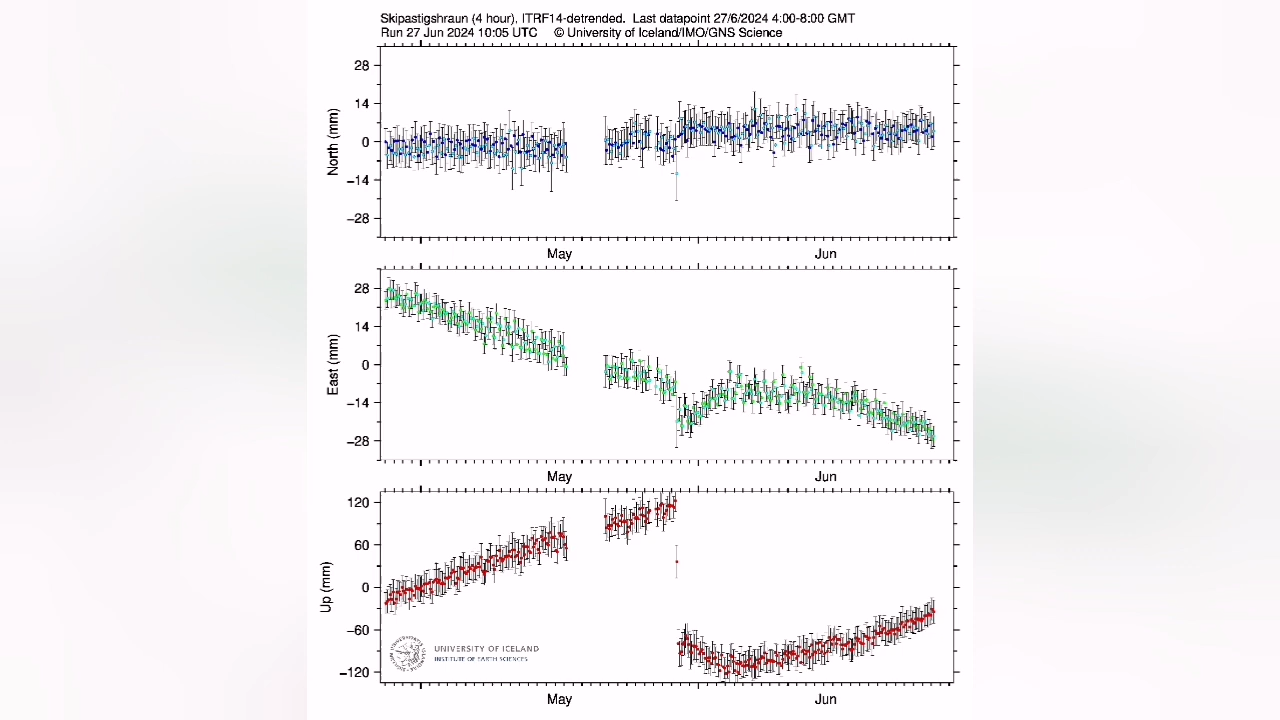 Skipastigshraun (4 hour), ITRF14-detrended. Last datapoint 27/6/2024 4:00-8:00 GMT
Run 27 Jun 2024 10:05 UTC © University of Iceland/IMO/GNS Science
28
14
0
−14
−28
North (mm)
May Jun
28
14
0
−14
−28
East (mm)
May Jun
120
60
0
−60
−120
Up (mm)
UNIVERSITY OF ICELAND
INSTITUTE OF EARTH SCIENCES
May Jun